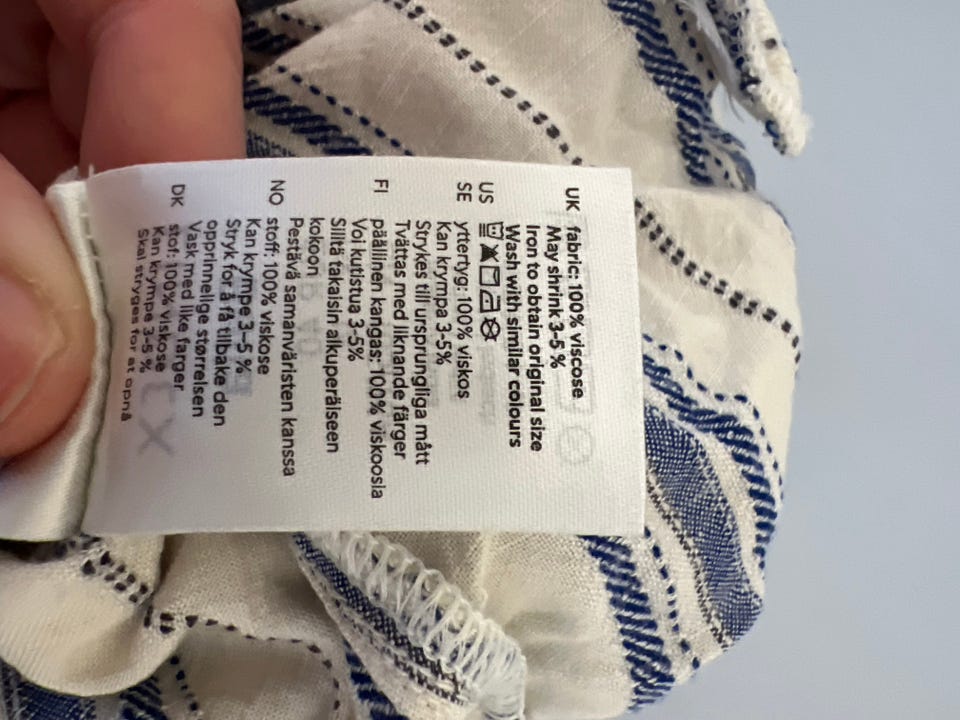 UK fabric: 100% viscose
May shrink 3-5%
Iron to obtain original size
Wash with similar colours
US
SE yttertyg: 100% viskos
Kan krympa 3-5%
Strykes till ursprungliga mått
Tvättas med liknande färger
FI päällinen kangas: 100% viskoosia
Voi kutistua 3-5%
Silitä takaisin alkuperäiseen
kokoon
Pestävä samanväristen kanssa
NO stoff: 100% viskose
Kan krympe 3–5 %
Stryk for å få tilbake den
opprinnelige størrelsen
Vask med like farger
DK stof: 100% viskose
Kan krympe 3-5 %
Skal stryges for at opnå